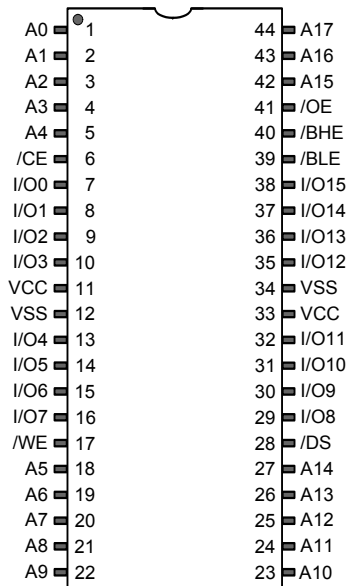 A0 1 44 A17
A1 2 43 A16
A2 3 42 A15
A3 4 41 /OE
A4 5 40 /BHE
/CE 6 39 /BLE
I/O0 7 38 I/O15
I/O1 8 37 I/O14
I/O2 9 36 I/O13
I/O3 10 35 I/O12
VCC 11 34 VSS
VSS 12 33 VCC
I/O4 13 32 I/O11
I/O5 14 31 I/O10
I/O6 15 30 I/O9
I/O7 16 29 I/O8
/WE 17 28 /DS
A5 18 27 A14
A6 19 26 A13
A7 20 25 A12
A8 21 24 A11
A9 22 23 A10